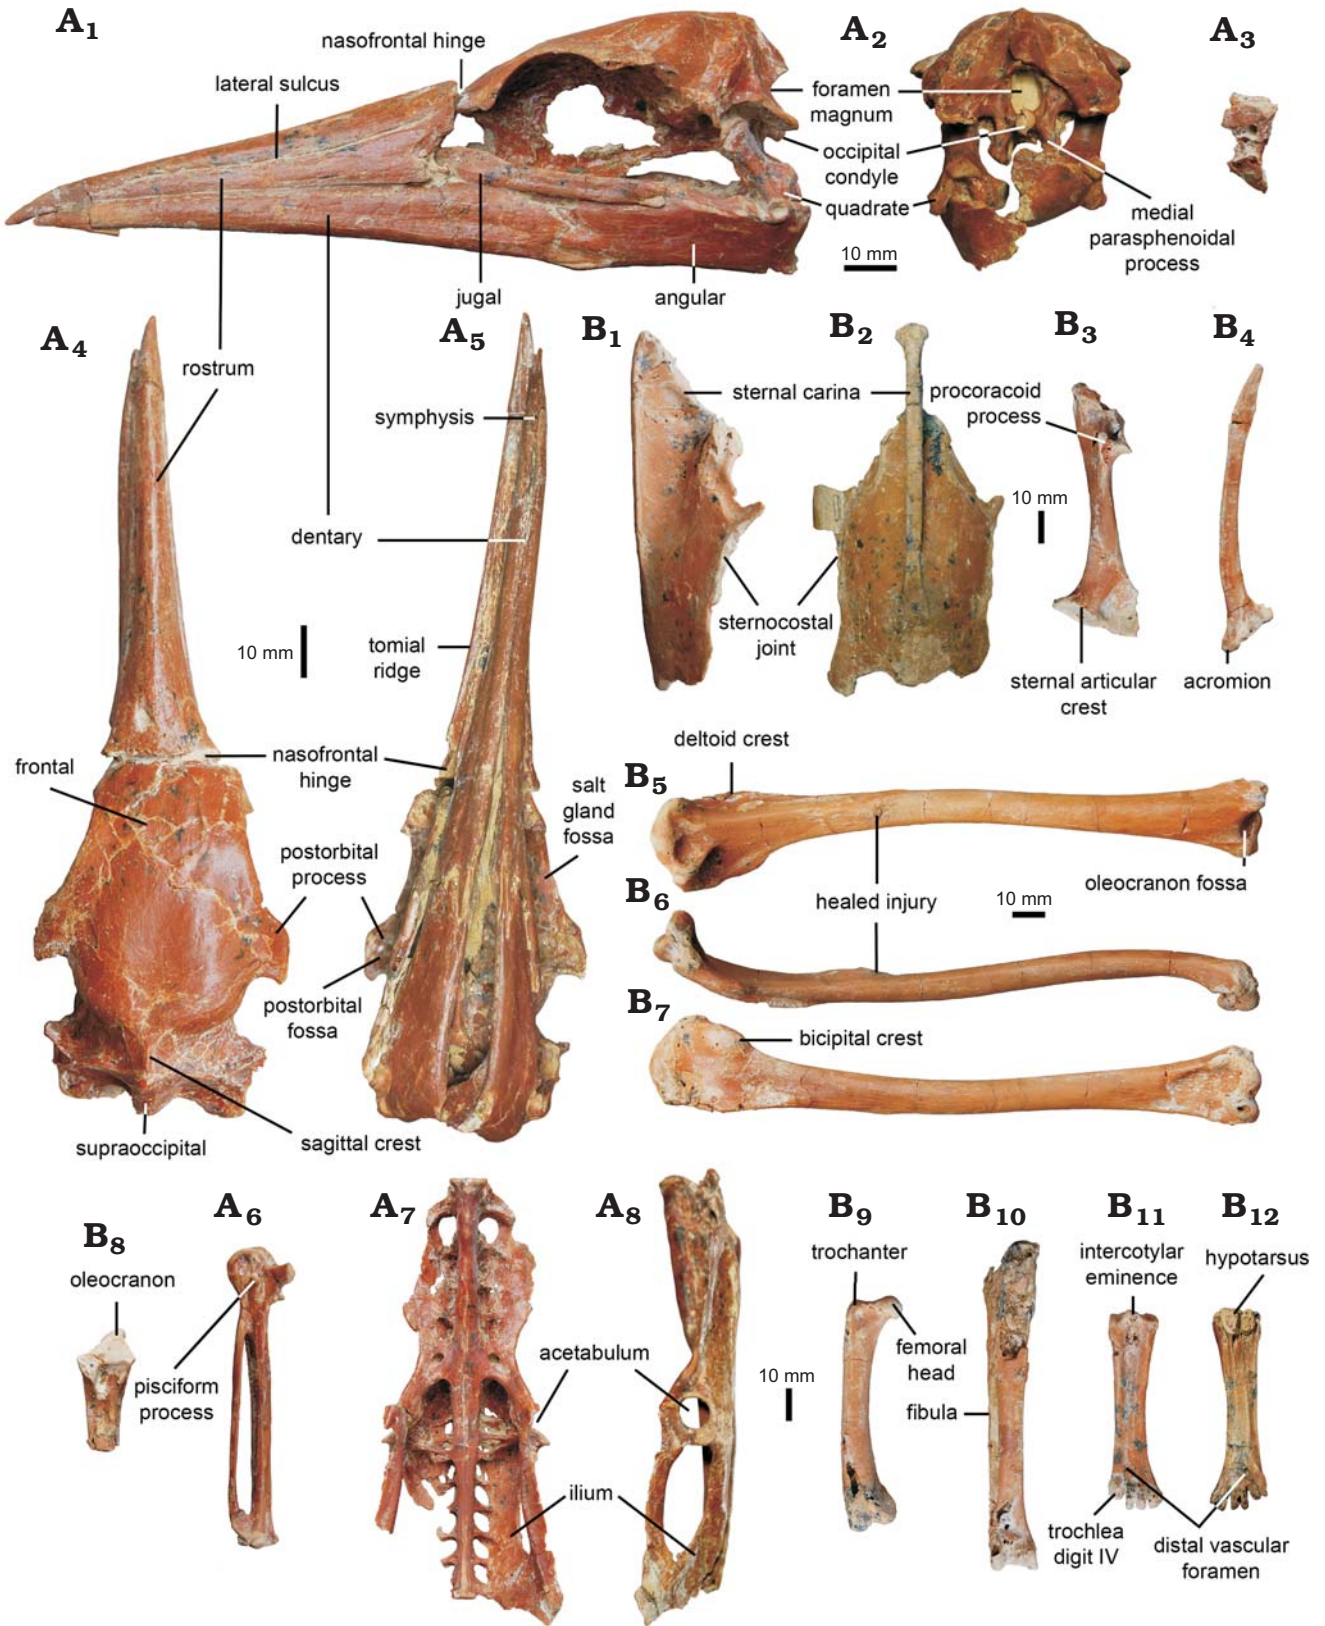 A1
nasofrontal hinge
lateral sulcus
A2
A3
foramen
magnum
occipital
condyle
quadrate
medial
parasphenoidal
process
10 mm
jugal
angular
A4
rostrum
A5
symphysis
dentary
B1
B2
B3
B4
sternal carina
procoracoid
process
10 mm
sternocostal
joint
sternal articular
crest
acromion
10 mm
tomial
ridge
frontal
nasofrontal
hinge
salt
gland
fossa
postorbital
process
postorbital
fossa
supraoccipital
sagittal crest
deltoid crest
B5
oleocranon fossa
healed injury
10 mm
B6
B7
bicipital crest
B8
oleocranon
A6
pisciform
process
A7
A8
acetabulum
ilium
10 mm
B9
trochanter
femoral
head
B10
fibula
B11
intercotylar
eminence
B12
hypotarsus
trochlea
digit IV
distal vascular
foramen